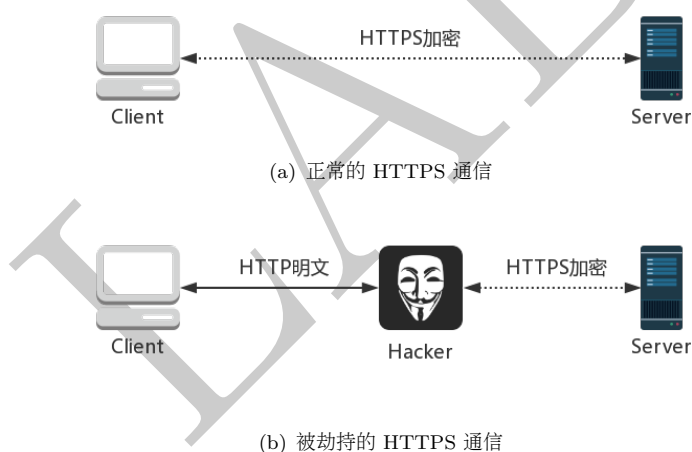 HTTPS加密
Client
Server
(a) 正常的 HTTPS 通信
HTTP明文
HTTPS加密
Client
Hacker
Server
(b) 被劫持的 HTTPS 通信